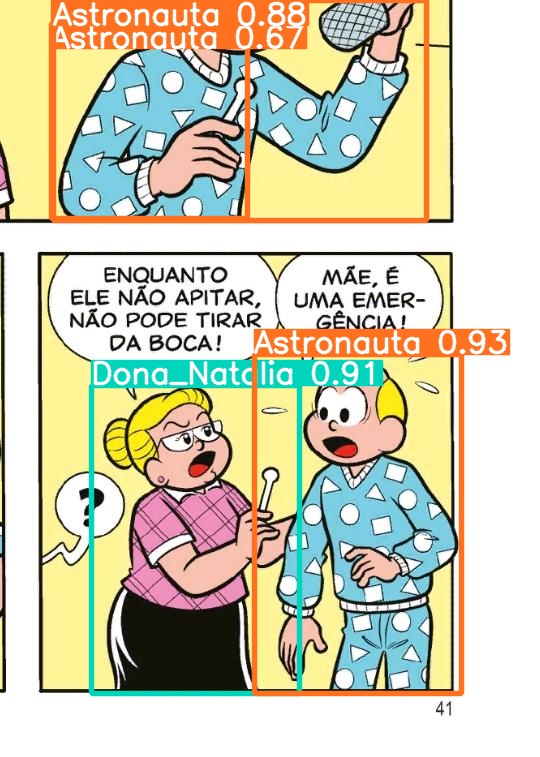 Astronauta 0.88
Astronauta 0.67
ENQUANTO
ELE NÃO APITAR,
NÃO PODE TIRAR
DA BOCA!
MÃE, É
UMA EMER-
GÊNCIA!
Astronauta 0.93
Dona_Natalia 0.91
?
41